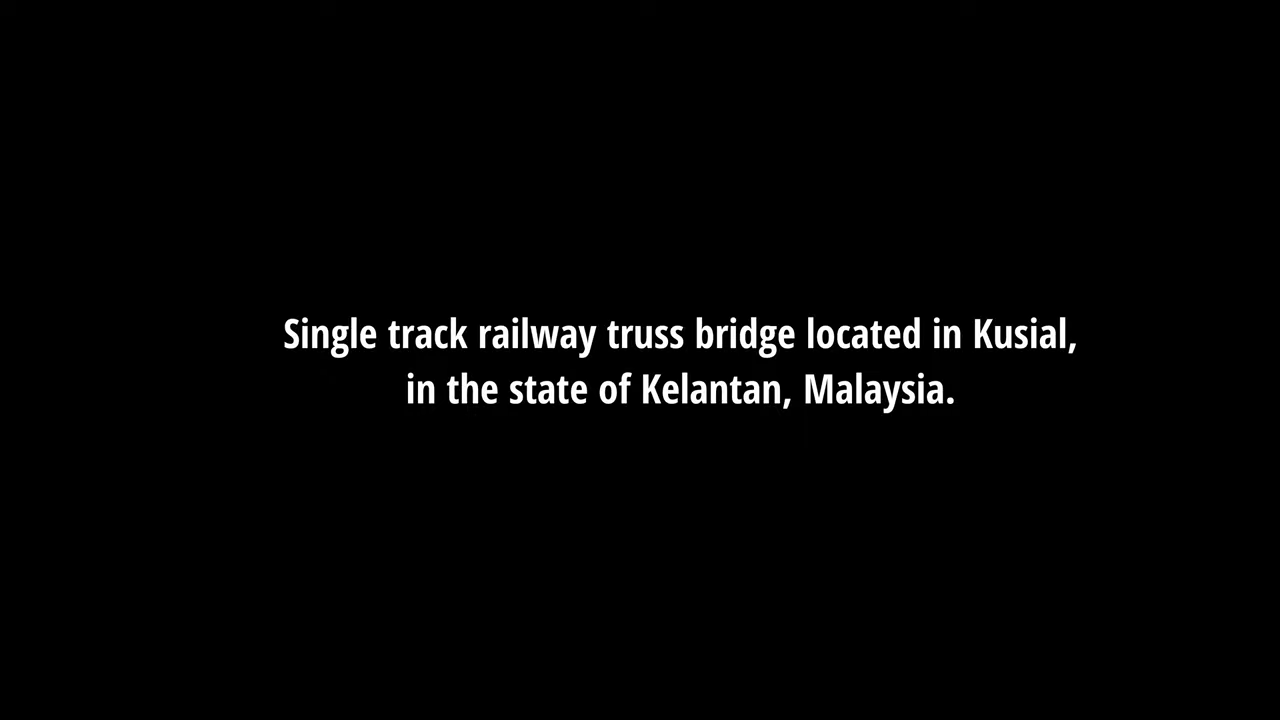 Single track railway truss bridge located in Kusial,
in the state of Kelantan, Malaysia.